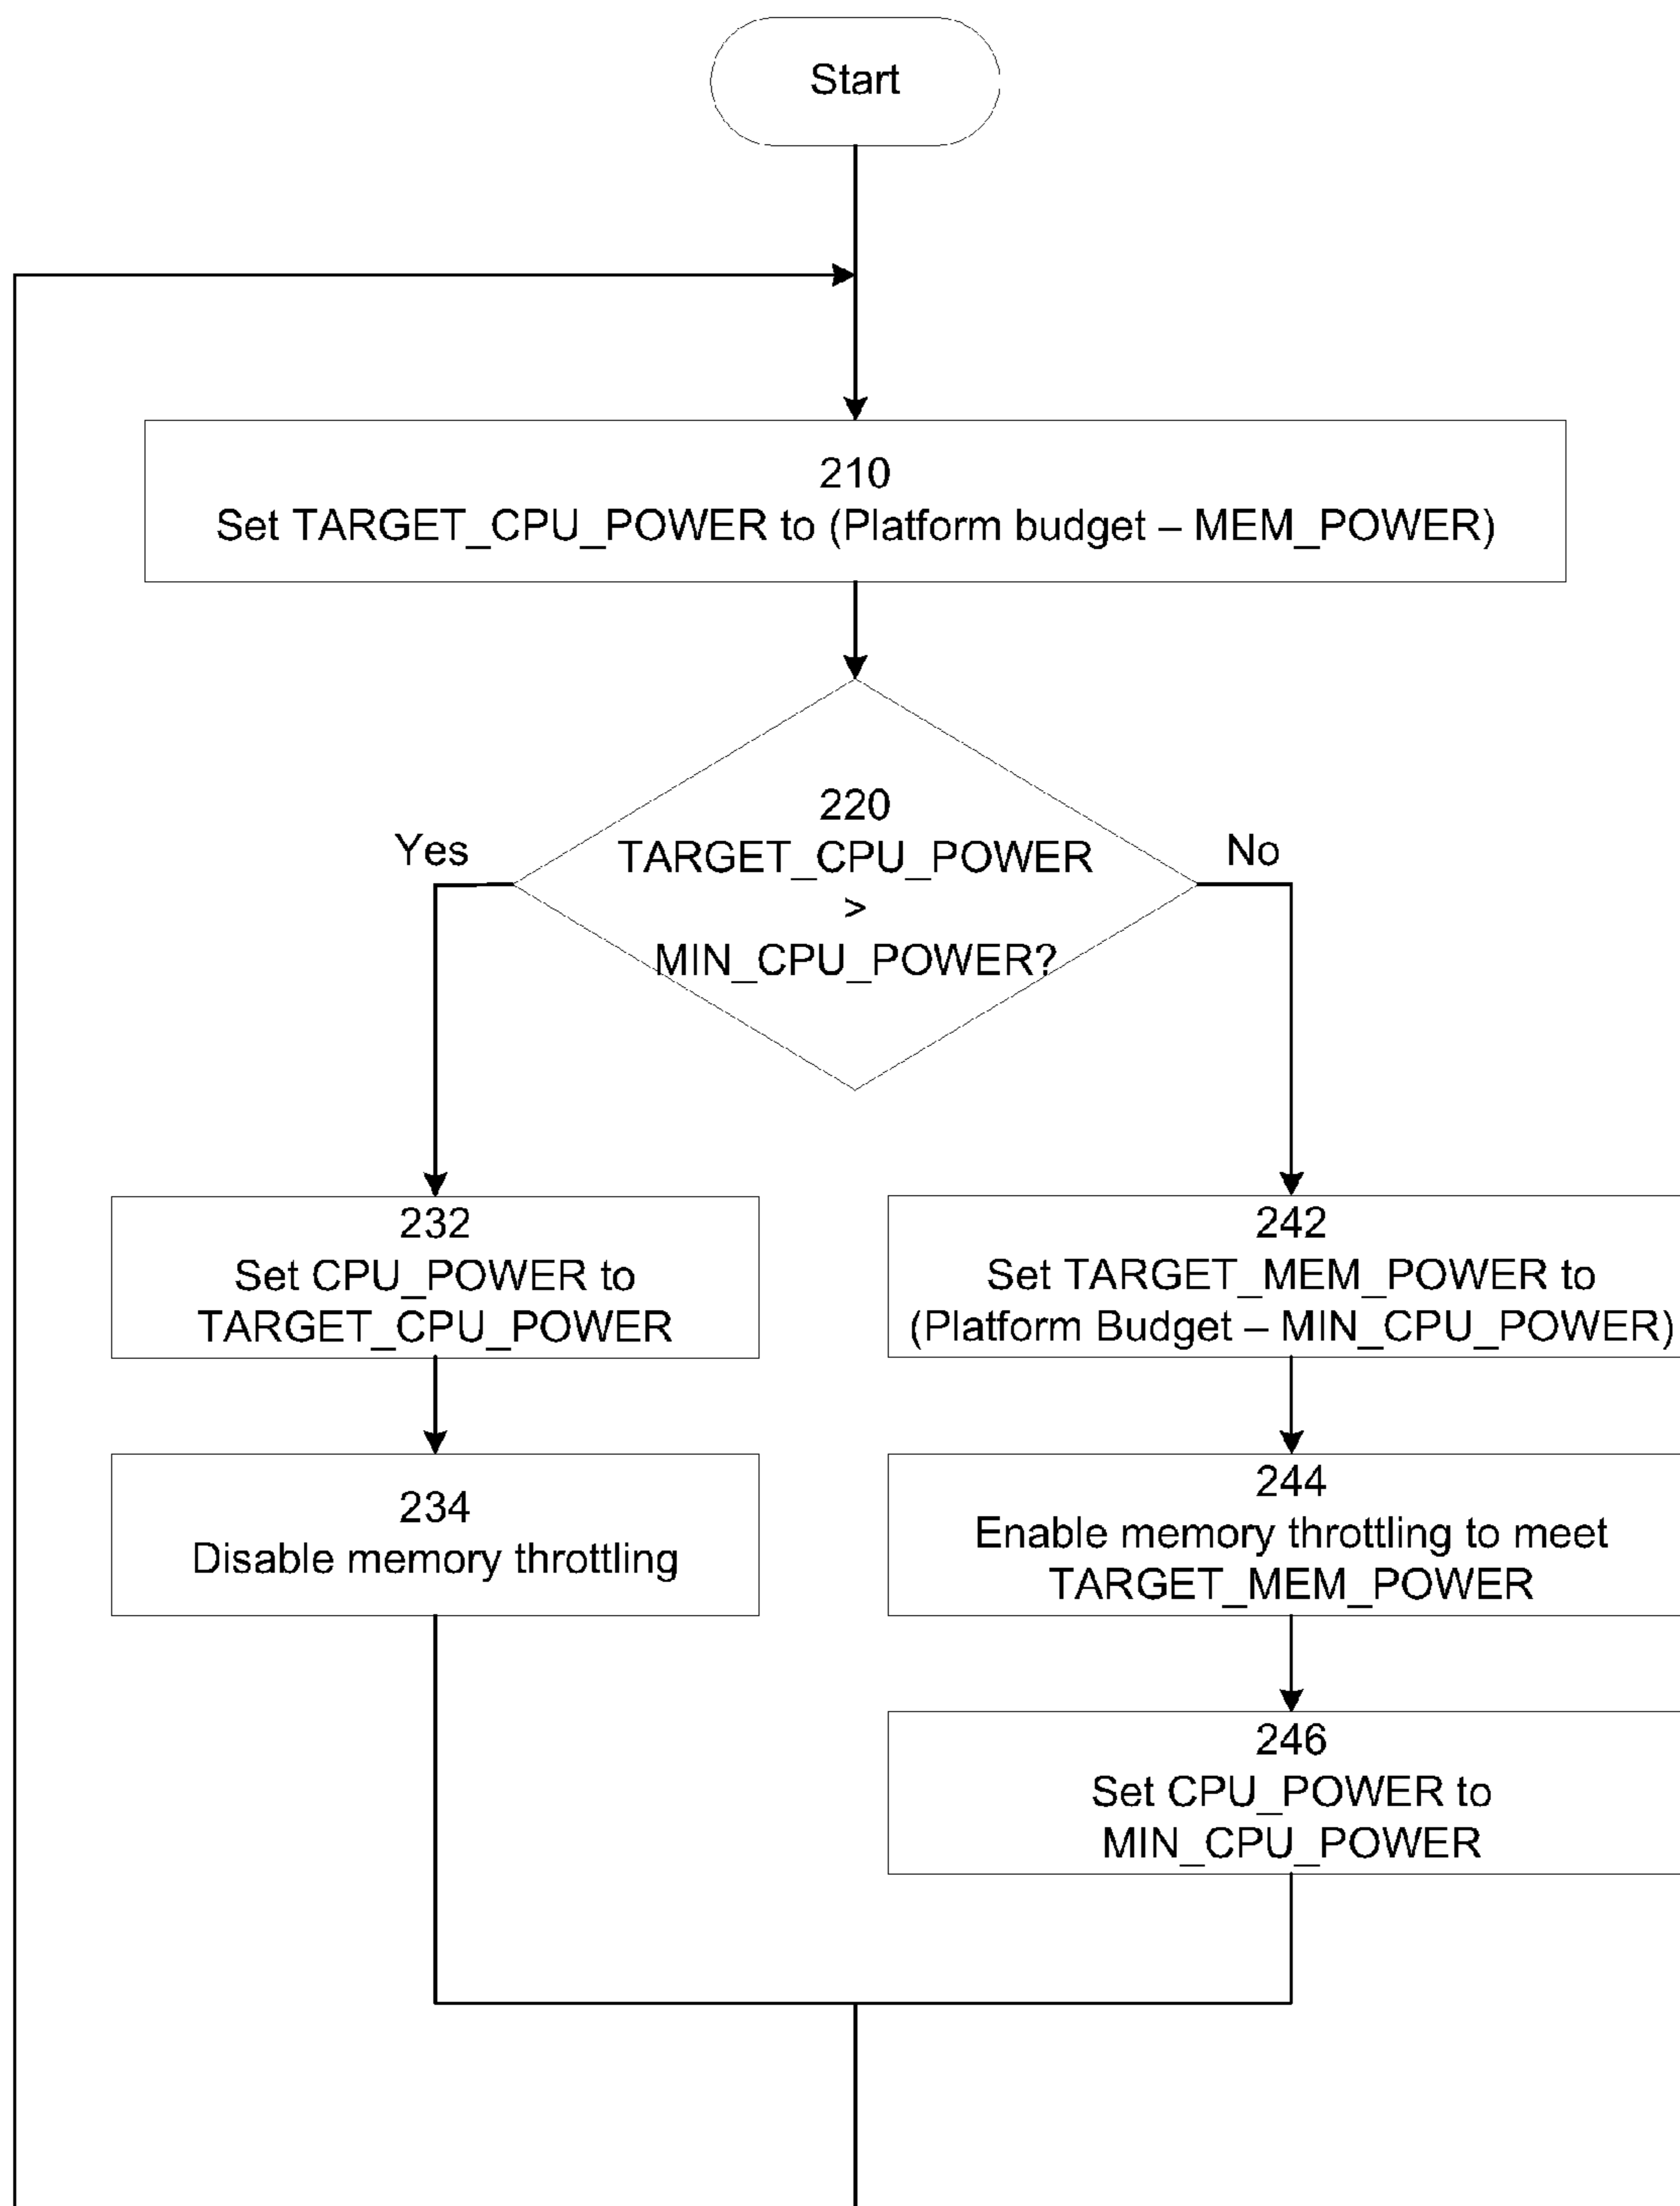 Start
210
Set TARGET_CPU_POWER to (Platform budget – MEM_POWER)
220
TARGET_CPU_POWER
>
MIN_CPU_POWER?
Yes
No
232
Set CPU_POWER to
TARGET_CPU_POWER
234
Disable memory throttling
242
Set TARGET_MEM_POWER to
(Platform Budget – MIN_CPU_POWER)
244
Enable memory throttling to meet
TARGET_MEM_POWER
246
Set CPU_POWER to
MIN_CPU_POWER